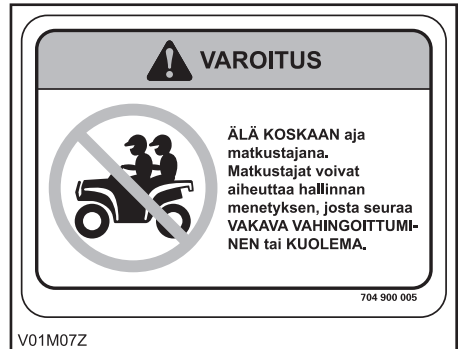 VAROITUS
ÄLÄ KOSKAAN aja
matkustajana.
Matkustajat voivat
aiheuttaa hallinnan
menetyksen, josta seuraa
VAKAVA VAHINGOITTUMI-
NEN tai KUOLEMA.
704 900 005
V01M07Z